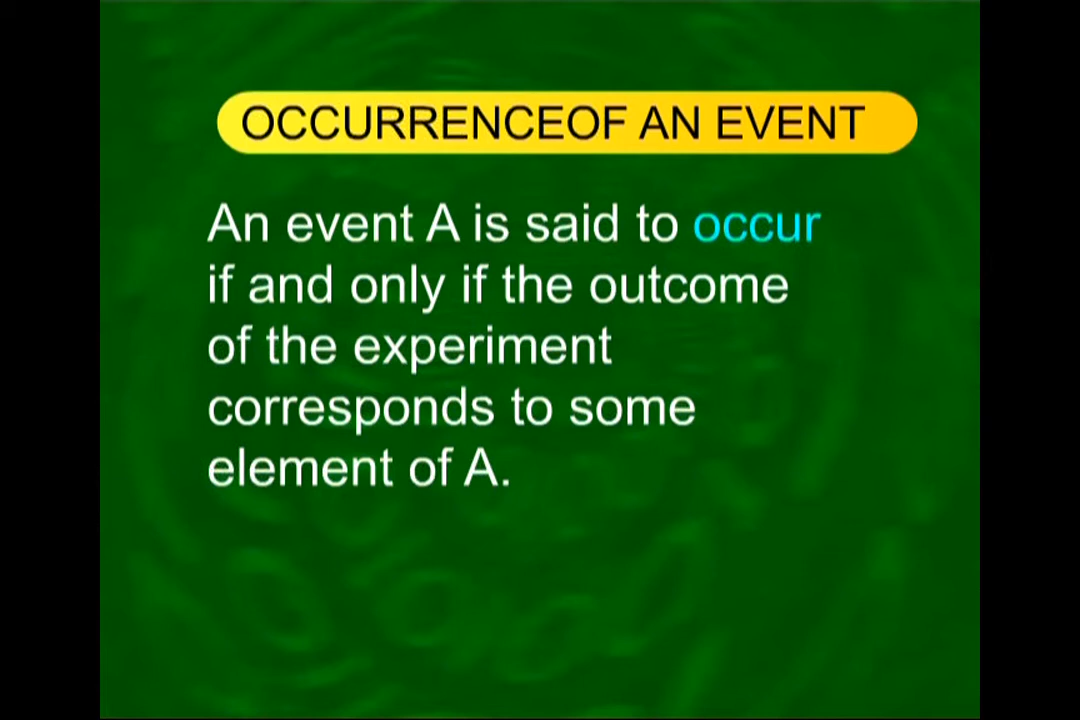 OCCURRENCEOF AN EVENT
An event A is said to occur
if and only if the outcome
of the experiment
corresponds to some
element of A.